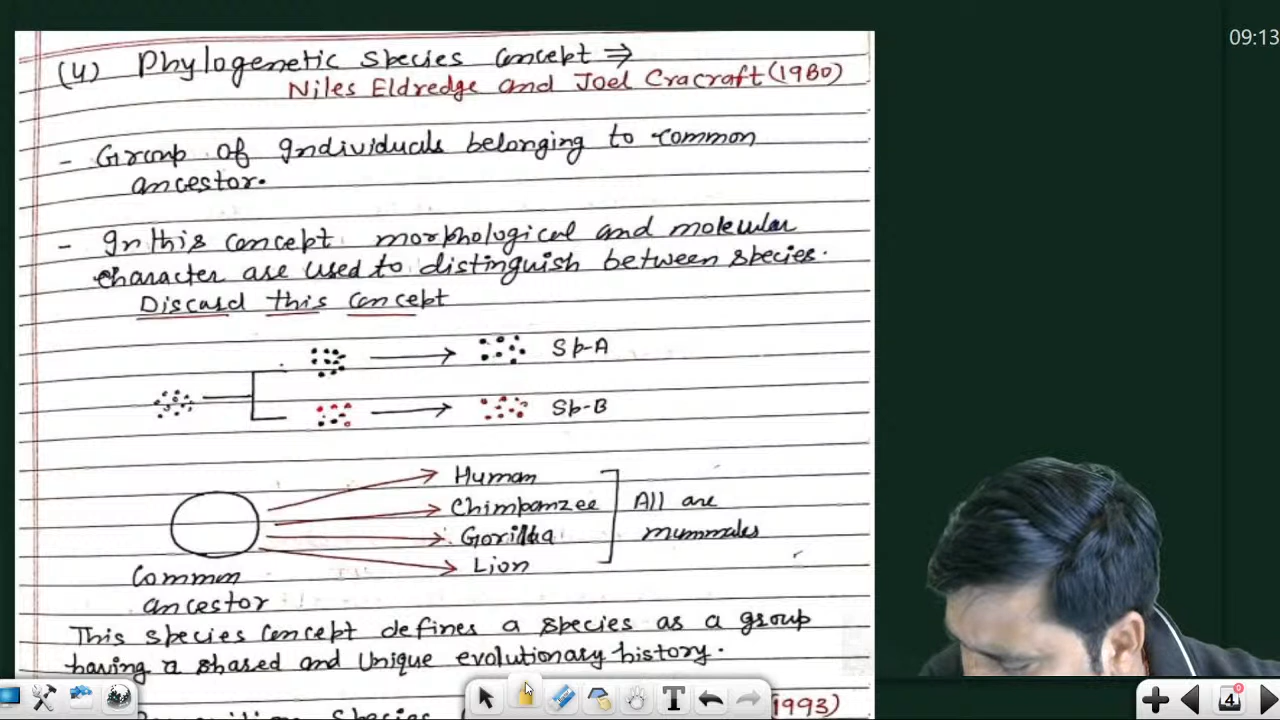 09:13
(4) Phylogenetic Species Concept ⇒
Niles Eldredge and Joel Cracraft (1980)
- Group of Individuals belonging to common
ancestor.
- In this concept morphological and molecular
character are used to distinguish between species.
Discard this concept
Sp-A
Sp-B
Human
Chimpanzee
Gorilla
Lion
All are
mummales
Common
ancestor
This species concept defines a species as a group
having a shared and Unique evolutionary history.
species
1993)
T
4